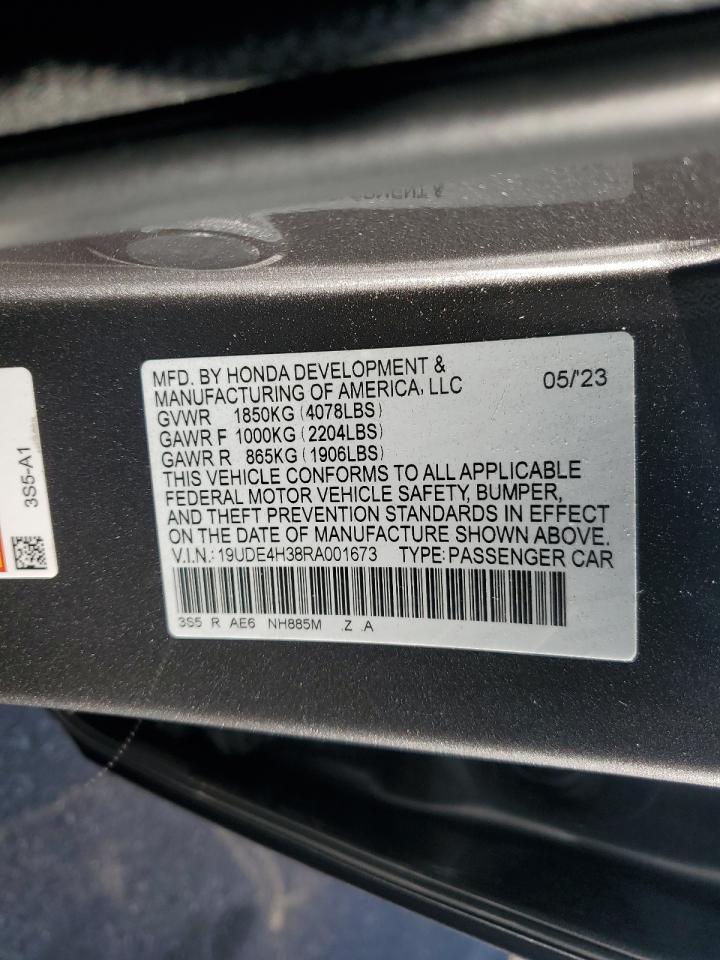 MFD. BY HONDA DEVELOPMENT &
MANUFACTURING OF AMERICA, LLC 05/'23
GVWR 1850KG (4078LBS)
GAWR F 1000KG (2204LBS)
GAWR R 865KG (1906LBS)
THIS VEHICLE CONFORMS TO ALL APPLICABLE
FEDERAL MOTOR VEHICLE SAFETY, BUMPER,
AND THEFT PREVENTION STANDARDS IN EFFECT
ON THE DATE OF MANUFACTURE SHOWN ABOVE.
V.I.N.: 19UDE4H38RA001673 TYPE: PASSENGER CAR
3S5 R AE6 NH885M .Z .A
3S5-A1